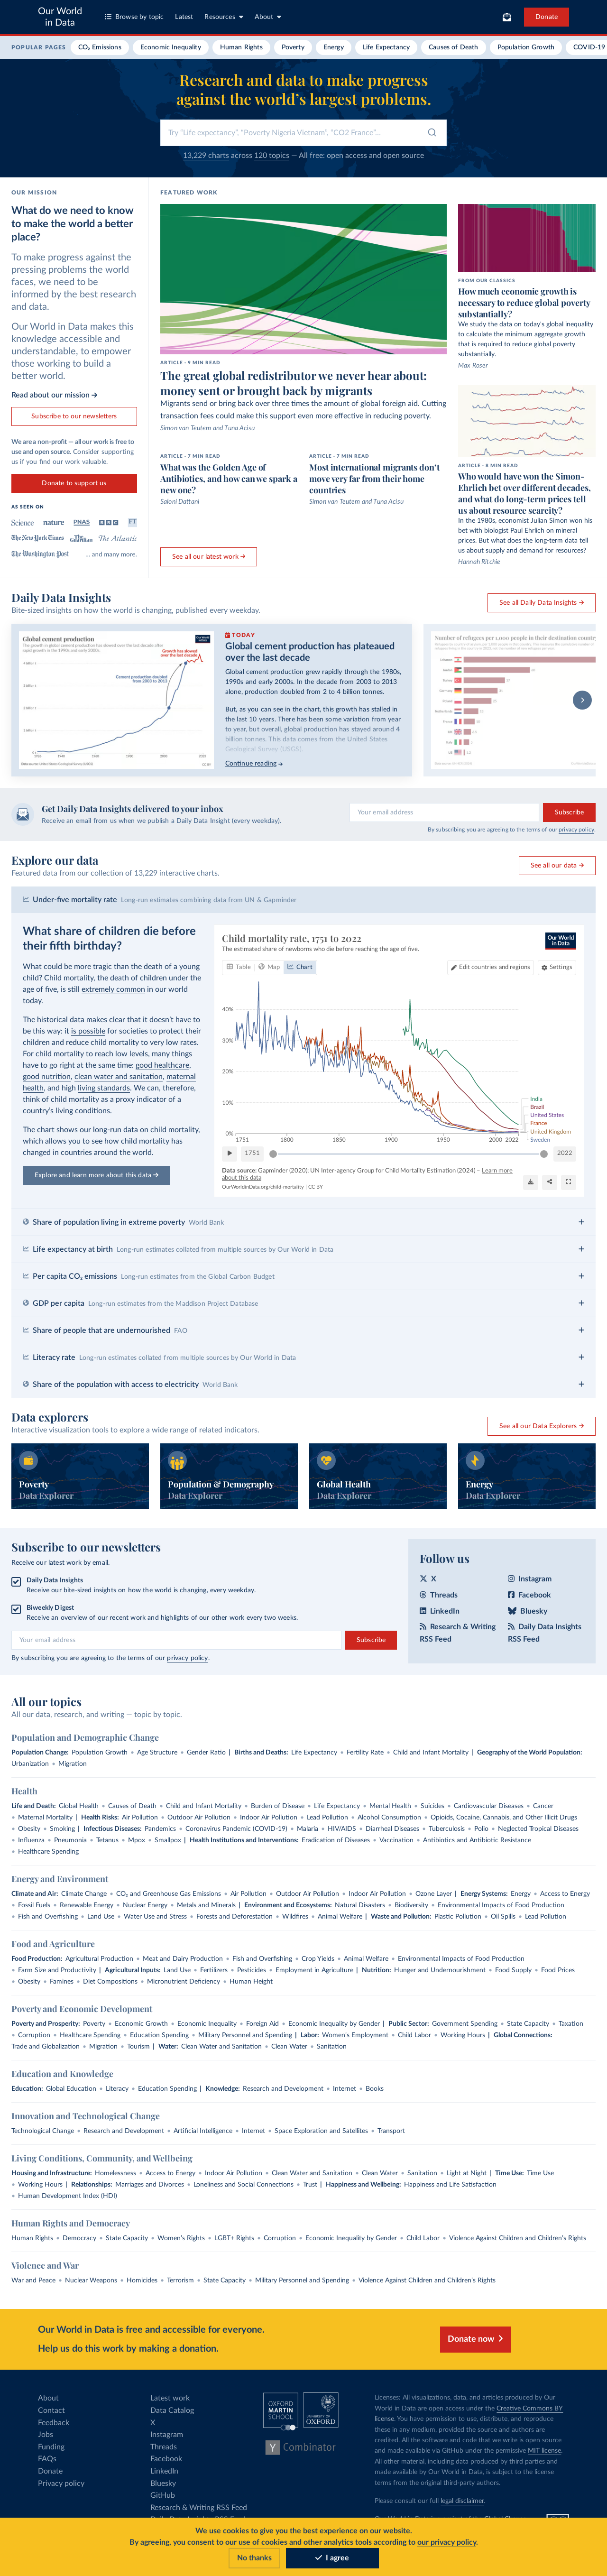 Our World
in Data
Browse by topic
Latest
Resources
About
Donate
POPULAR PAGES
CO₂ Emissions
Economic Inequality
Human Rights
Poverty
Energy
Life Expectancy
Causes of Death
Population Growth
COVID-19
Research and data to make progress
against the world's largest problems.
Try "Life expectancy", "Poverty Nigeria Vietnam", "CO2 France"...
13,229 charts across 120 topics — All free: open access and open source
OUR MISSION
What do we need to know
to make the world a better
place?
To make progress against the
pressing problems the world
faces, we need to be
informed by the best research
and data.
Our World in Data makes this
knowledge accessible and
understandable, to empower
those working to build a
better world.
Read about our mission
Subscribe to our newsletters
We are a non-profit — all our work is free to
use and open source. Consider supporting
us if you find our work valuable.
Donate to support us
AS SEEN ON
Science nature PNAS BBC FT
The New York Times The Guardian The Atlantic
The Washington Post ... and many more.
FEATURED WORK
ARTICLE - 9 MIN READ
The great global redistributor we never hear about:
money sent or brought back by migrants
Migrants send or bring back over three times the amount of global foreign aid. Cutting
transaction costs could make this support even more effective in reducing poverty.
Simon van Teutem and Tuna Acisu
ARTICLE - 7 MIN READ
What was the Golden Age of
Antibiotics, and how can we spark a
new one?
Saloni Dattani
ARTICLE - 7 MIN READ
Most international migrants don't
move very far from their home
countries
Simon van Teutem and Tuna Acisu
See all our latest work
FROM OUR CLASSICS
How much economic growth is
necessary to reduce global poverty
substantially?
We study the data on today's global inequality
to calculate the minimum aggregate growth
that is required to reduce global poverty
substantially.
Max Roser
ARTICLE - 8 MIN READ
Who would have won the Simon-
Ehrlich bet over different decades,
and what do long-term prices tell
us about resource scarcity?
In the 1980s, economist Julian Simon won his
bet with biologist Paul Ehrlich on mineral
prices. But what does the long-term data tell
us about supply and demand for resources?
Hannah Ritchie
Daily Data Insights
Bite-sized insights on how the world is changing, published every weekday.
See all Daily Data Insights
Global cement production
Growth has slowed
over the last decade
Cement production doubled
from 2003 to 2013
TODAY
Global cement production has plateaued
over the last decade
Global cement production grew rapidly through the 1980s,
1990s and early 2000s. In the decade from 2003 to 2013
alone, production doubled from 2 to 4 billion tonnes.
But, as you can see in the chart, this growth has stalled in
the last 10 years. There has been some variation from year
to year, but overall, global production has stayed around 4
billion tonnes. This data comes from the United States
Geological Survey (USGS).
Continue reading
Number of refugees per 1,000 people in their destination country
Get Daily Data Insights delivered to your inbox
Receive an email from us when we publish a Daily Data Insight (every weekday).
Your email address
Subscribe
By subscribing you are agreeing to the terms of our privacy policy.
Explore our data
Featured data from our collection of 13,229 interactive charts.
See all our data
Under-five mortality rate Long-run estimates combining data from UN & Gapminder
What share of children die before
their fifth birthday?
What could be more tragic than the death of a young
child? Child mortality, the death of children under the
age of five, is still extremely common in our world
today.
The historical data makes clear that it doesn't have to
be this way: it is possible for societies to protect their
children and reduce child mortality to very low rates.
For child mortality to reach low levels, many things
have to go right at the same time: good healthcare,
good nutrition, clean water and sanitation, maternal
health, and high living standards. We can, therefore,
think of child mortality as a proxy indicator of a
country's living conditions.
The chart shows our long-run data on child mortality,
which allows you to see how child mortality has
changed in countries around the world.
Explore and learn more about this data
Child mortality rate, 1751 to 2022
The estimated share of newborns who die before reaching the age of five.
Our World
in Data
Table
Map
Chart
Edit countries and regions
Settings
40%
30%
20%
10%
0%
1751 1800 1850 1900 1950 2000 2022
India
Brazil
United States
France
United Kingdom
Sweden
1751
2022
Data source: Gapminder (2020); UN Inter-agency Group for Child Mortality Estimation (2024) – Learn more
about this data
OurWorldinData.org/child-mortality | CC BY
Share of population living in extreme poverty World Bank
Life expectancy at birth Long-run estimates collated from multiple sources by Our World in Data
Per capita CO₂ emissions Long-run estimates from the Global Carbon Budget
GDP per capita Long-run estimates from the Maddison Project Database
Share of people that are undernourished FAO
Literacy rate Long-run estimates collated from multiple sources by Our World in Data
Share of the population with access to electricity World Bank
Data explorers
Interactive visualization tools to explore a wide range of related indicators.
See all our Data Explorers
Poverty
Data Explorer
Population & Demography
Data Explorer
Global Health
Data Explorer
Energy
Data Explorer
Subscribe to our newsletters
Receive our latest work by email.
Daily Data Insights
Receive our bite-sized insights on how the world is changing, every weekday.
Biweekly Digest
Receive an overview of our recent work and highlights of our other work every two weeks.
Your email address
Subscribe
By subscribing you are agreeing to the terms of our privacy policy.
Follow us
X
Instagram
Threads
Facebook
LinkedIn
Bluesky
Research & Writing
RSS Feed
Daily Data Insights
RSS Feed
All our topics
All our data, research, and writing — topic by topic.
Population and Demographic Change
Population Change: Population Growth • Age Structure • Gender Ratio | Births and Deaths: Life Expectancy • Fertility Rate • Child and Infant Mortality | Geography of the World Population:
Urbanization • Migration
Health
Life and Death: Global Health • Causes of Death • Child and Infant Mortality • Burden of Disease • Life Expectancy • Mental Health • Suicides • Cardiovascular Diseases • Cancer
• Maternal Mortality | Health Risks: Air Pollution • Outdoor Air Pollution • Indoor Air Pollution • Lead Pollution • Alcohol Consumption • Opioids, Cocaine, Cannabis, and Other Illicit Drugs
• Obesity • Smoking | Infectious Diseases: Pandemics • Coronavirus Pandemic (COVID-19) • Malaria • HIV/AIDS • Diarrheal Diseases • Tuberculosis • Polio • Neglected Tropical Diseases
• Influenza • Pneumonia • Tetanus • Mpox • Smallpox | Health Institutions and Interventions: Eradication of Diseases • Vaccination • Antibiotics and Antibiotic Resistance
• Healthcare Spending
Energy and Environment
Climate and Air: Climate Change • CO₂ and Greenhouse Gas Emissions • Air Pollution • Outdoor Air Pollution • Indoor Air Pollution • Ozone Layer | Energy Systems: Energy • Access to Energy
• Fossil Fuels • Renewable Energy • Nuclear Energy • Metals and Minerals | Environment and Ecosystems: Natural Disasters • Biodiversity • Environmental Impacts of Food Production
• Fish and Overfishing • Land Use • Water Use and Stress • Forests and Deforestation • Wildfires • Animal Welfare | Waste and Pollution: Plastic Pollution • Oil Spills • Lead Pollution
Food and Agriculture
Food Production: Agricultural Production • Meat and Dairy Production • Fish and Overfishing • Crop Yields • Animal Welfare • Environmental Impacts of Food Production
• Farm Size and Productivity | Agricultural Inputs: Land Use • Fertilizers • Pesticides • Employment in Agriculture | Nutrition: Hunger and Undernourishment • Food Supply • Food Prices
• Obesity • Famines • Diet Compositions • Micronutrient Deficiency • Human Height
Poverty and Economic Development
Poverty and Prosperity: Poverty • Economic Growth • Economic Inequality • Foreign Aid • Economic Inequality by Gender | Public Sector: Government Spending • State Capacity • Taxation
• Corruption • Healthcare Spending • Education Spending • Military Personnel and Spending | Labor: Women's Employment • Child Labor • Working Hours | Global Connections:
Trade and Globalization • Migration • Tourism | Water: Clean Water and Sanitation • Clean Water • Sanitation
Education and Knowledge
Education: Global Education • Literacy • Education Spending | Knowledge: Research and Development • Internet • Books
Innovation and Technological Change
Technological Change • Research and Development • Artificial Intelligence • Internet • Space Exploration and Satellites • Transport
Living Conditions, Community, and Wellbeing
Housing and Infrastructure: Homelessness • Access to Energy • Indoor Air Pollution • Clean Water and Sanitation • Clean Water • Sanitation • Light at Night | Time Use: Time Use
• Working Hours | Relationships: Marriages and Divorces • Loneliness and Social Connections • Trust | Happiness and Wellbeing: Happiness and Life Satisfaction
• Human Development Index (HDI)
Human Rights and Democracy
Human Rights • Democracy • State Capacity • Women's Rights • LGBT+ Rights • Corruption • Economic Inequality by Gender • Child Labor • Violence Against Children and Children's Rights
Violence and War
War and Peace • Nuclear Weapons • Homicides • Terrorism • State Capacity • Military Personnel and Spending • Violence Against Children and Children's Rights
Our World in Data is free and accessible for everyone.
Help us do this work by making a donation.
Donate now
About
Contact
Feedback
Jobs
Funding
FAQs
Donate
Privacy policy
Latest work
Data Catalog
X
Instagram
Threads
Facebook
LinkedIn
Bluesky
GitHub
Research & Writing RSS Feed
OXFORD
MARTIN
SCHOOL
UNIVERSITY OF
OXFORD
Y Combinator
Licenses: All visualizations, data, and articles produced by Our
World in Data are open access under the Creative Commons BY
license. You have permission to use, distribute, and reproduce
these in any medium, provided the source and authors are
credited. All the software and code that we write is open source
and made available via GitHub under the permissive MIT license.
All other material, including data produced by third parties and
made available by Our World in Data, is subject to the license
terms from the original third-party authors.
Please consult our full legal disclaimer.
We use cookies to give you the best experience on our website.
By agreeing, you consent to our use of cookies and other analytics tools according to our privacy policy.
No thanks
I agree